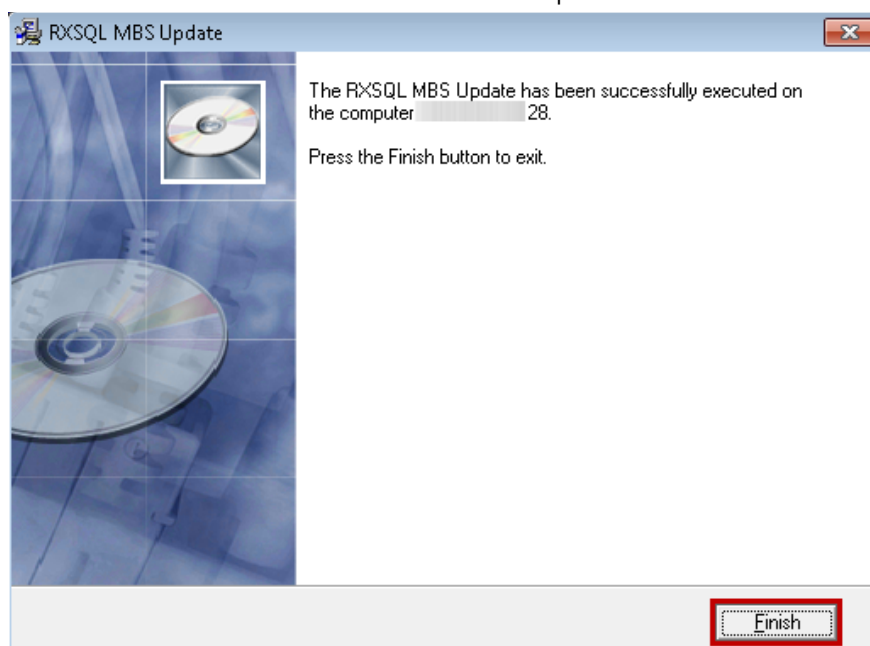 RXSQL MBS Update
The RXSQL MBS Update has been successfully executed on
the computer 28.
Press the Finish button to exit.
Finish